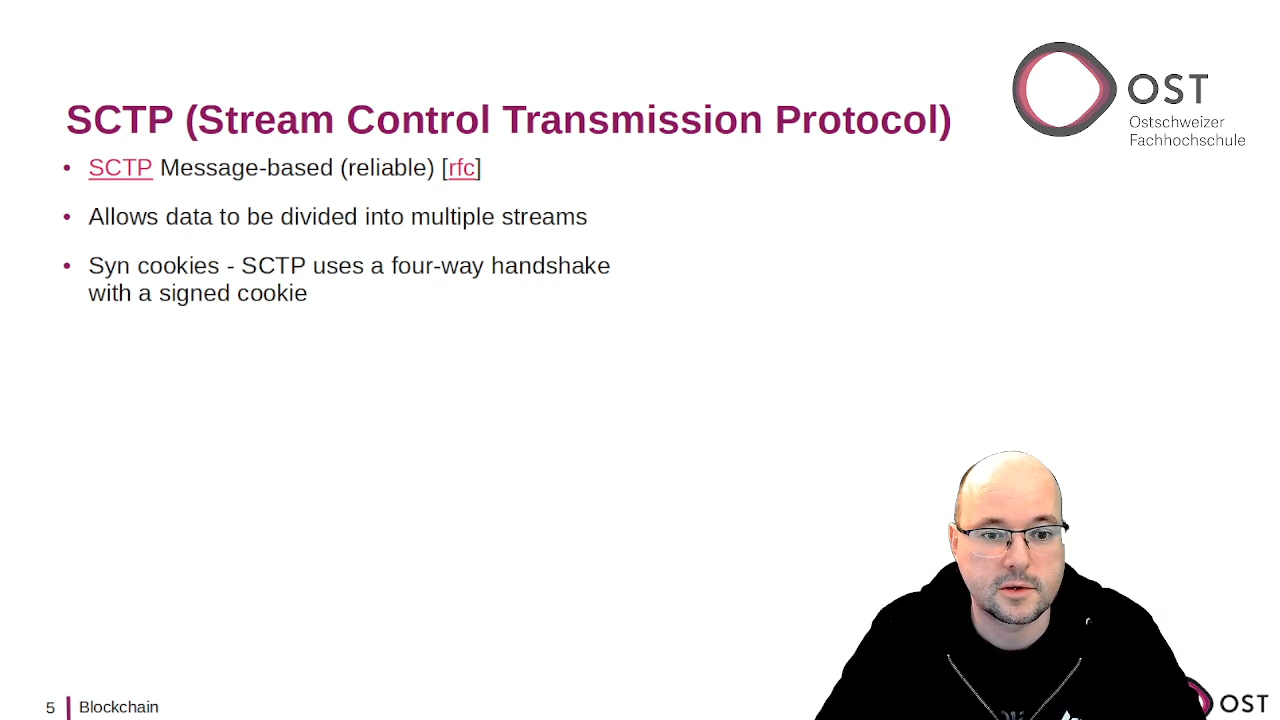 SCTP (Stream Control Transmission Protocol)
• SCTP Message-based (reliable) [rfc]
• Allows data to be divided into multiple streams
• Syn cookies - SCTP uses a four-way handshake
with a signed cookie
OST
Ostschweizer
Fachhochschule
5
Blockchain
OST